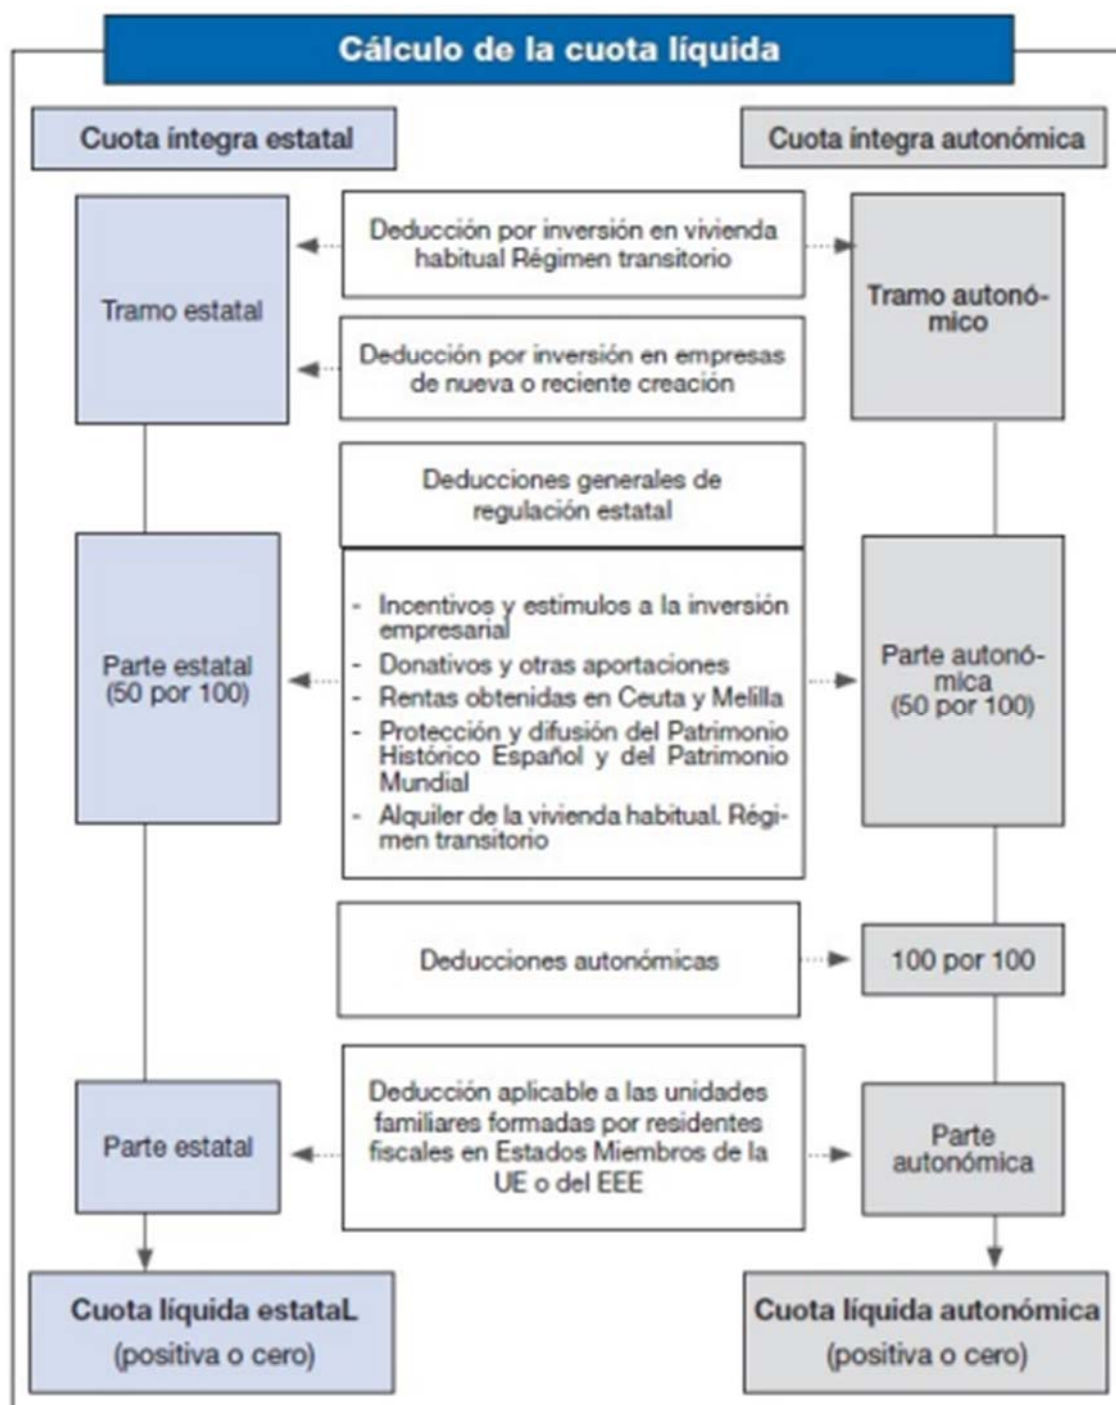 Cálculo de la cuota líquida
Cuota íntegra estatal
Cuota íntegra autonómica
Deducción por inversión en vivienda
habitual Régimen transitorio
Tramo estatal
Tramo autonó-
mico
Deducción por inversión en empresas
de nueva o reciente creación
Deducciones generales de
regulación estatal
- Incentivos y estímulos a la inversión
empresarial
- Donativos y otras aportaciones
- Rentas obtenidas en Ceuta y Melilla
- Protección y difusión del Patrimonio
Histórico Español y del Patrimonio
Mundial
- Alquiler de la vivienda habitual. Régi-
men transitorio
Parte estatal
(50 por 100)
Parte autonó-
mica
(50 por 100)
Deducciones autonómicas
100 por 100
Deducción aplicable a las unidades
familiares formadas por residentes
fiscales en Estados Miembros de la
UE o del EEE
Parte estatal
Parte
autonómica
Cuota líquida estataL
(positiva o cero)
Cuota líquida autonómica
(positiva o cero)